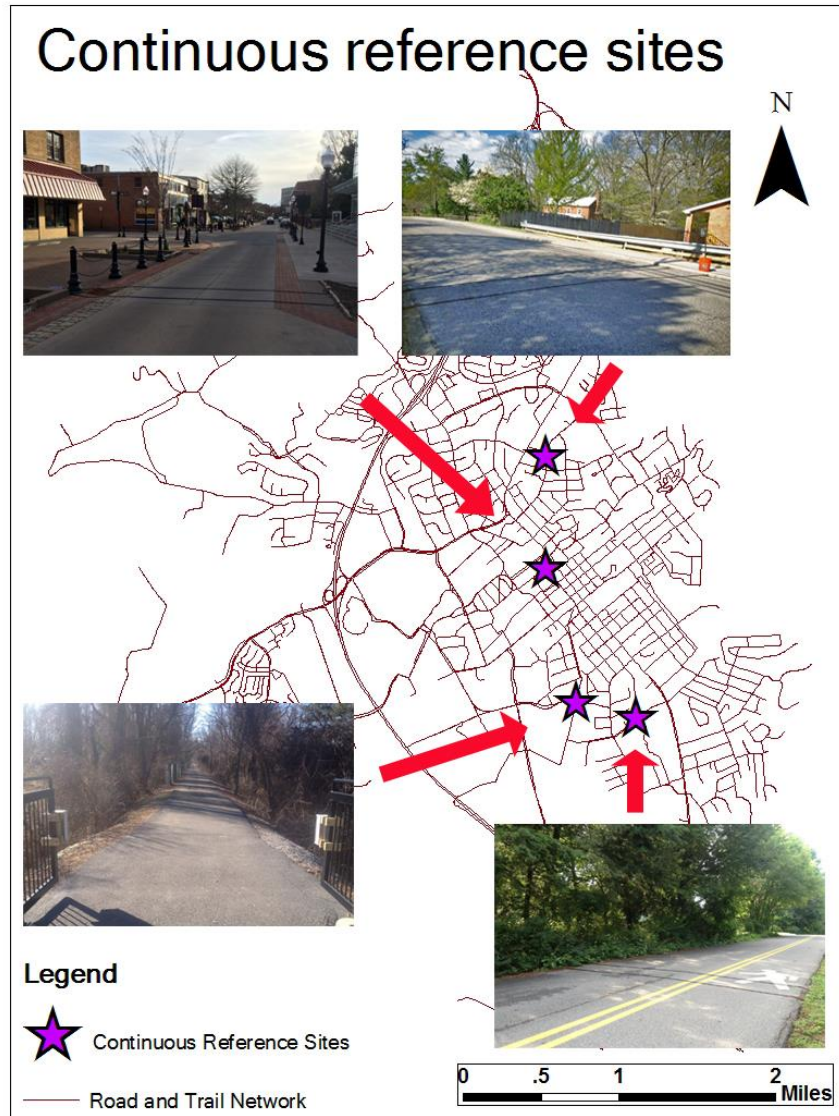 Continuous reference sites
N
Legend
Continuous Reference Sites
Road and Trail Network
0 .5 1 2
Miles